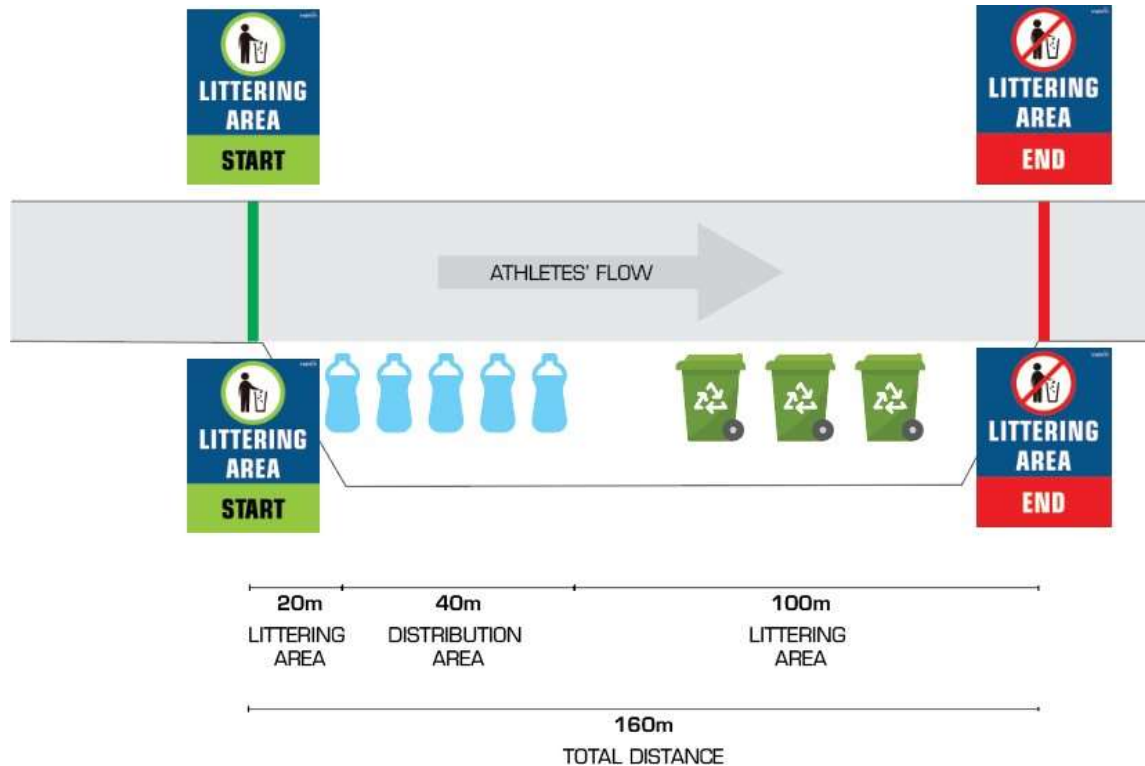 LITTERING
AREA
START
LITTERING
AREA
END
ATHLETES' FLOW
LITTERING
AREA
START
LITTERING
AREA
END
20m
LITTERING
AREA
40m
DISTRIBUTION
AREA
100m
LITTERING
AREA
160m
TOTAL DISTANCE